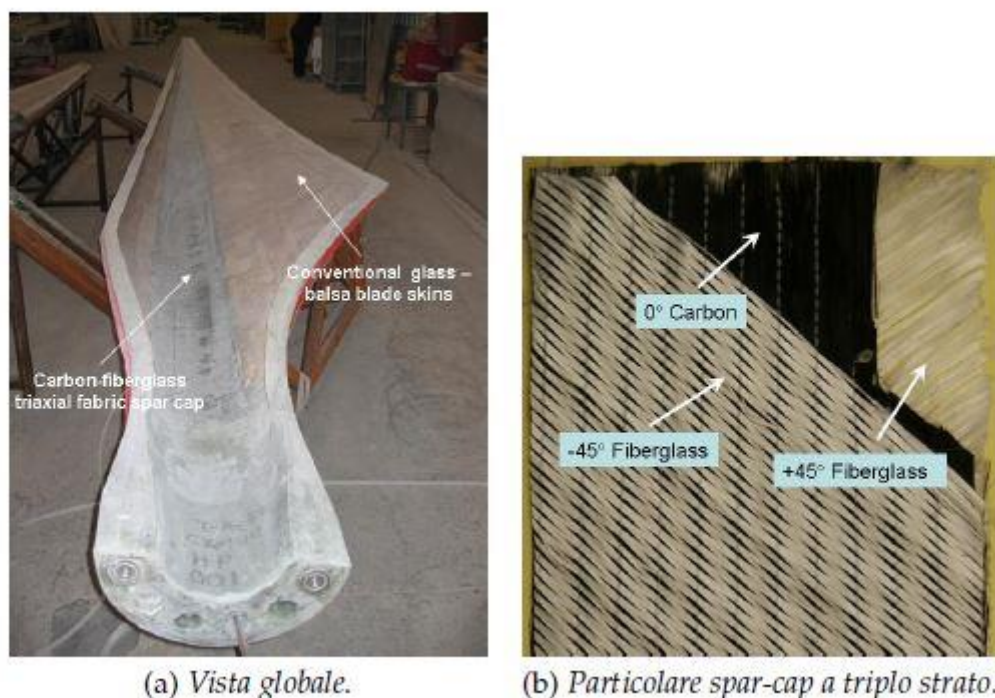 Conventional glass –
balsa blade skins
Carbon-fiberglass
triaxial fabric spar cap
0° Carbon
-45° Fiberglass
+45° Fiberglass
(a) Vista globale.
(b) Particolare spar-cap a triplo strato.